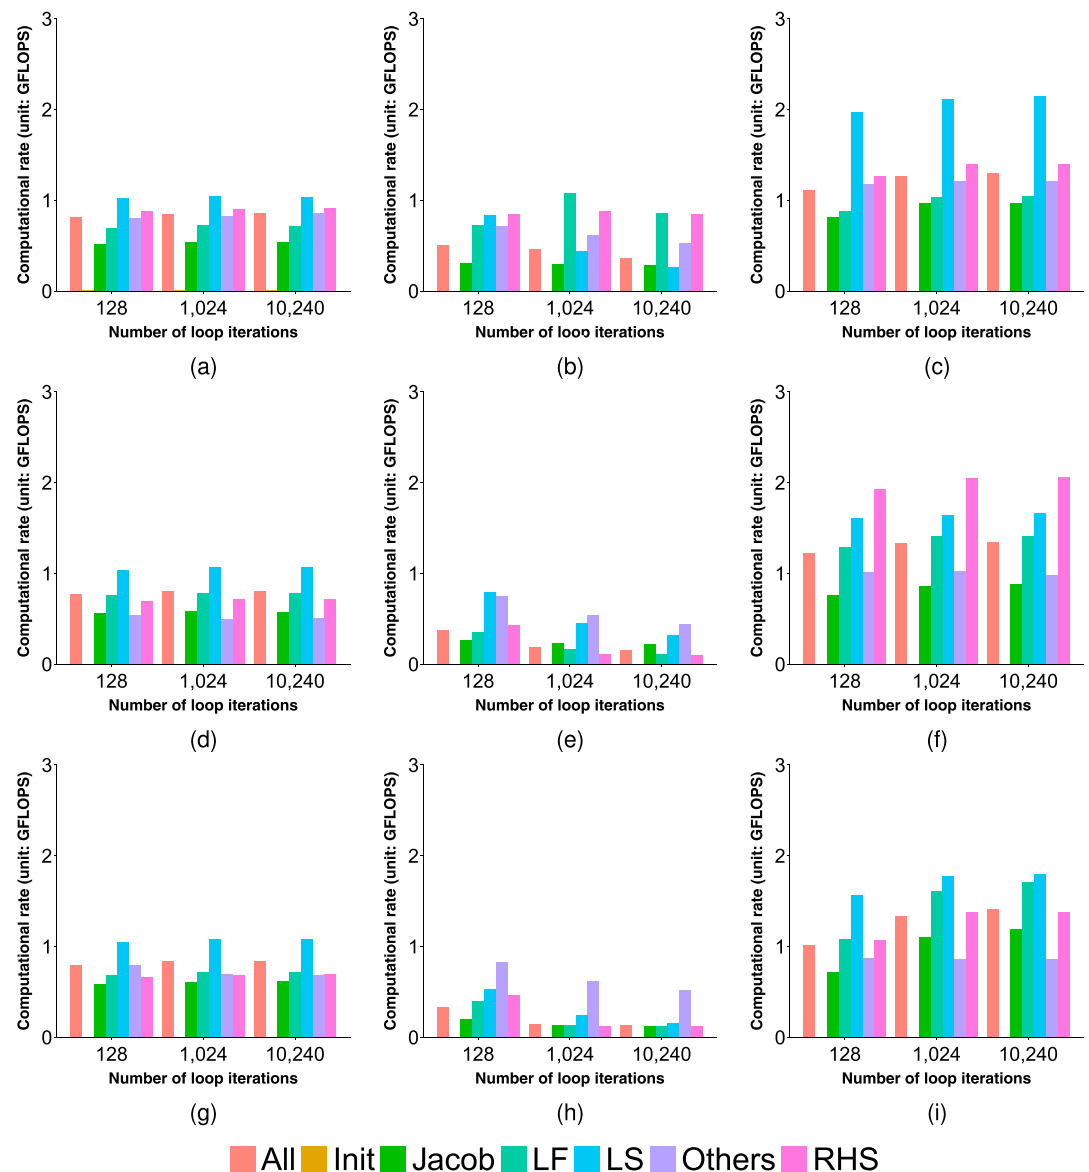 Computational rate (unit: GFLOPS)
3
2
1
0
128 1,024 10,240
Number of loop iterations
(a)
Computational rate (unit: GFLOPS)
3
2
1
0
128 1,024 10,240
Number of loop iterations
(b)
Computational rate (unit: GFLOPS)
3
2
1
0
128 1,024 10,240
Number of loop iterations
(c)
Computational rate (unit: GFLOPS)
3
2
1
0
128 1,024 10,240
Number of loop iterations
(d)
Computational rate (unit: GFLOPS)
3
2
1
0
128 1,024 10,240
Number of loop iterations
(e)
Computational rate (unit: GFLOPS)
3
2
1
0
128 1,024 10,240
Number of loop iterations
(f)
Computational rate (unit: GFLOPS)
3
2
1
0
128 1,024 10,240
Number of loop iterations
(g)
Computational rate (unit: GFLOPS)
3
2
1
0
128 1,024 10,240
Number of loop iterations
(h)
Computational rate (unit: GFLOPS)
3
2
1
0
128 1,024 10,240
Number of loop iterations
(i)
All Init Jacob LF LS Others RHS